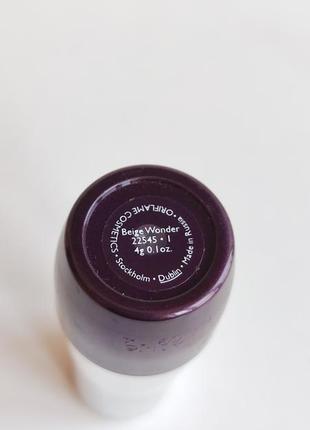 Beige Wonder
22545 • 1
4g 0.1oz.
ORIFLAME COSMETICS • Stockholm • Dublin • Made in Russia •